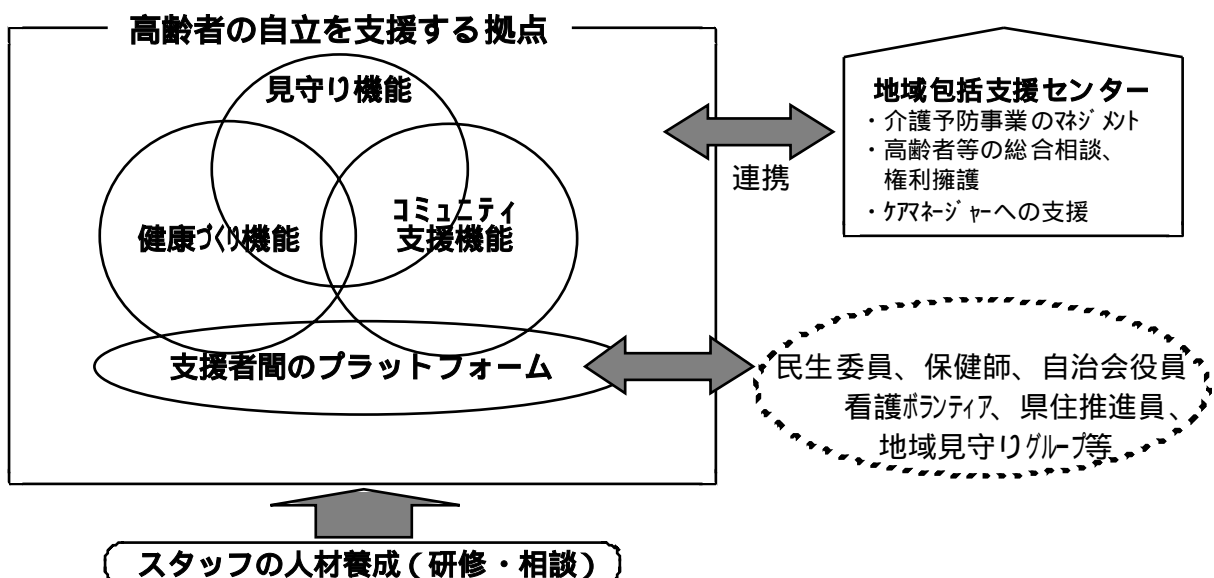 高齢者の自立を支援する拠点
見守り機能
健康づくり機能
コミュニティ
支援機能
支援者間のプラットフォーム
連携
地域包括支援センター
・介護予防事業のマネジメント
・高齢者等の総合相談、
権利擁護
・ケアマネージャーへの支援
民生委員、保健師、自治会役員
看護ボランティア、県住推進員、
地域見守りグループ等
スタッフの人材養成(研修・相談)